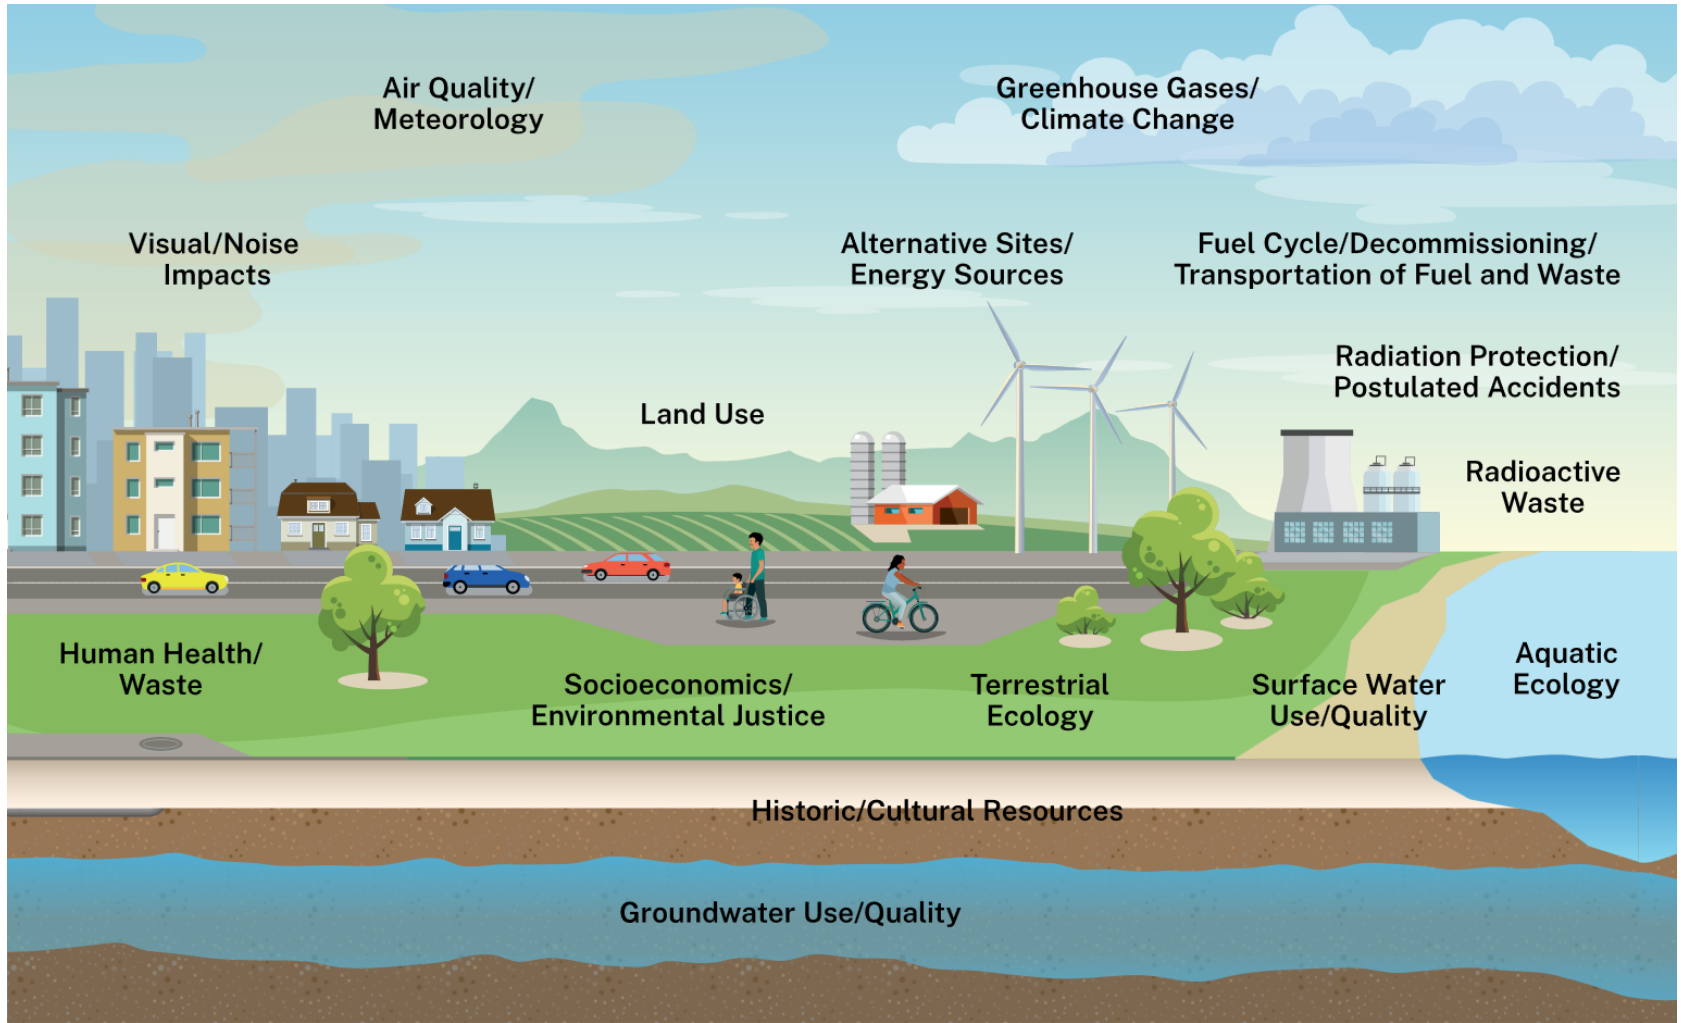 Air Quality/
Meteorology
Greenhouse Gases/
Climate Change
Visual/Noise
Impacts
Alternative Sites/
Energy Sources
Fuel Cycle/Decommissioning/
Transportation of Fuel and Waste
Radiation Protection/
Postulated Accidents
Land Use
Radioactive
Waste
Human Health/
Waste
Socioeconomics/
Environmental Justice
Terrestrial
Ecology
Surface Water
Use/Quality
Aquatic
Ecology
Historic/Cultural Resources
Groundwater Use/Quality